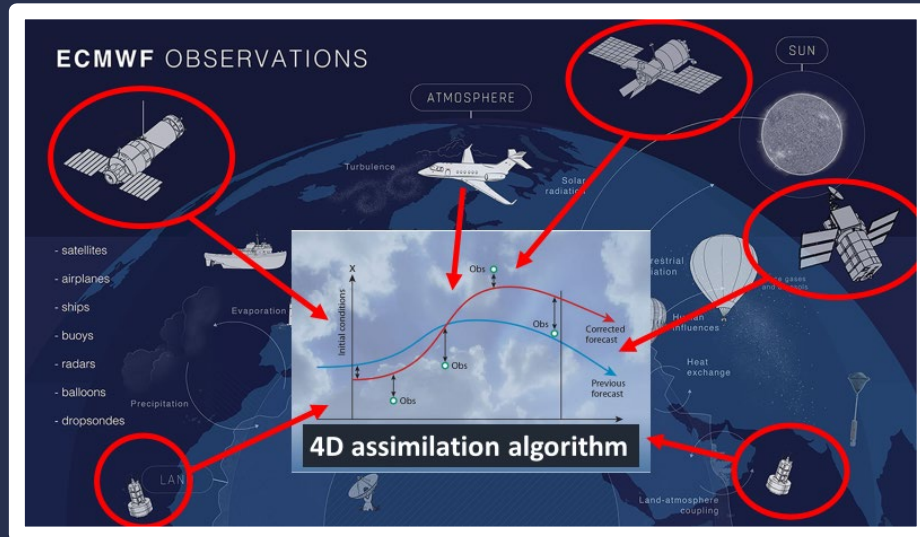 ECMWF OBSERVATIONS
SUN
ATMOSPHERE
Turbulence
Solar
radiation
- satellites
- airplanes
- ships
- buoys
- radars
- balloons
- dropsondes
Evaporation
Precipitation
X
Initial conditions
Obs
Obs
Obs
Obs
Corrected
forecast
Previous
forecast
Human
influences
Heat
exchange
4D assimilation algorithm
LAN
Land-atmosphere
coupling